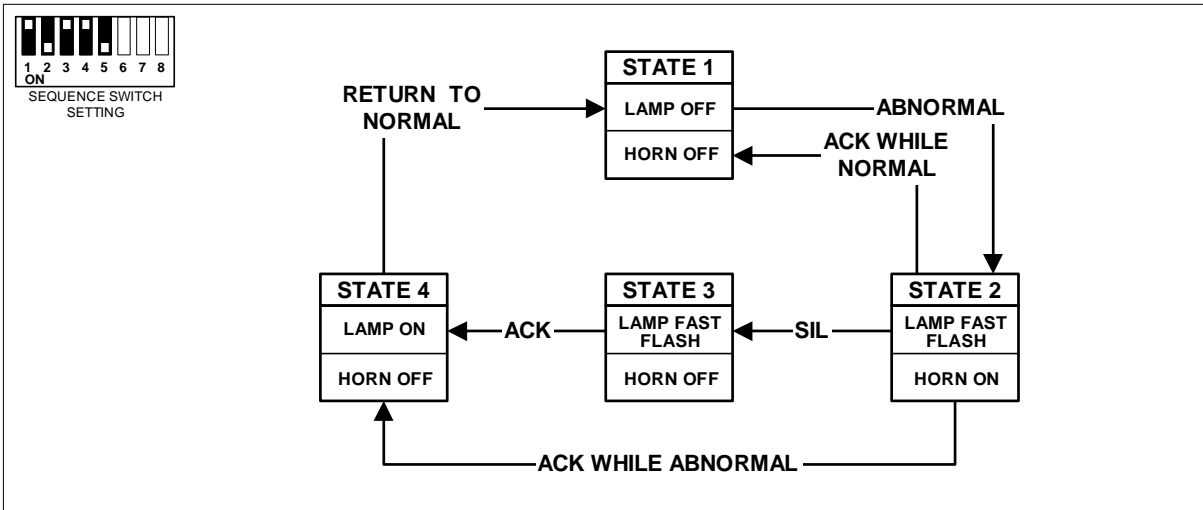 1 2 3 4 5 6 7 8
ON
SEQUENCE SWITCH
SETTING
STATE 1
LAMP OFF
HORN OFF
RETURN TO
NORMAL
ABNORMAL
ACK WHILE
NORMAL
STATE 4
LAMP ON
HORN OFF
ACK
STATE 3
LAMP FAST
FLASH
HORN OFF
SIL
STATE 2
LAMP FAST
FLASH
HORN ON
ACK WHILE ABNORMAL